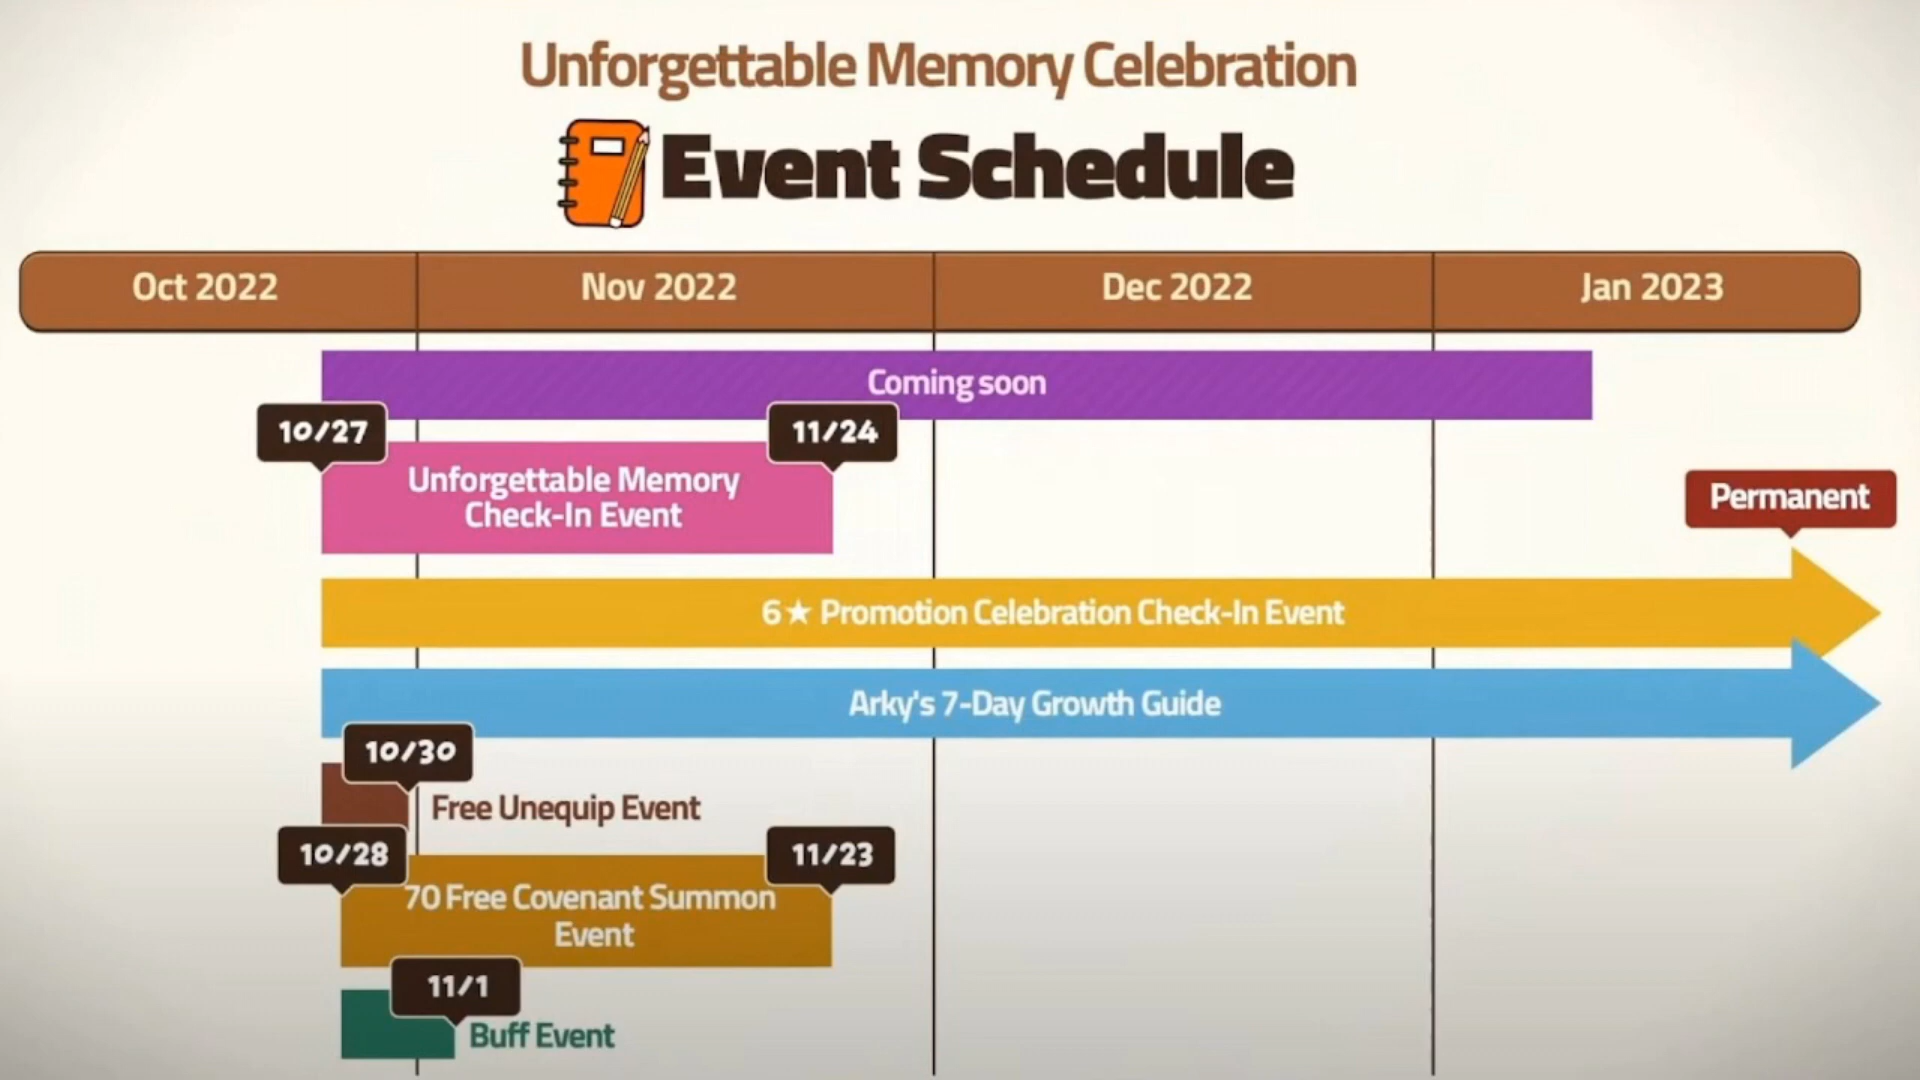 Unforgettable Memory Celebration
Event Schedule
Oct 2022
Nov 2022
Dec 2022
Jan 2023
Coming soon
10/27
11/24
Unforgettable Memory
Check-In Event
Permanent
6★ Promotion Celebration Check-In Event
Arky's 7-Day Growth Guide
10/30
Free Unequip Event
10/28
11/23
70 Free Covenant Summon
Event
11/1
Buff Event